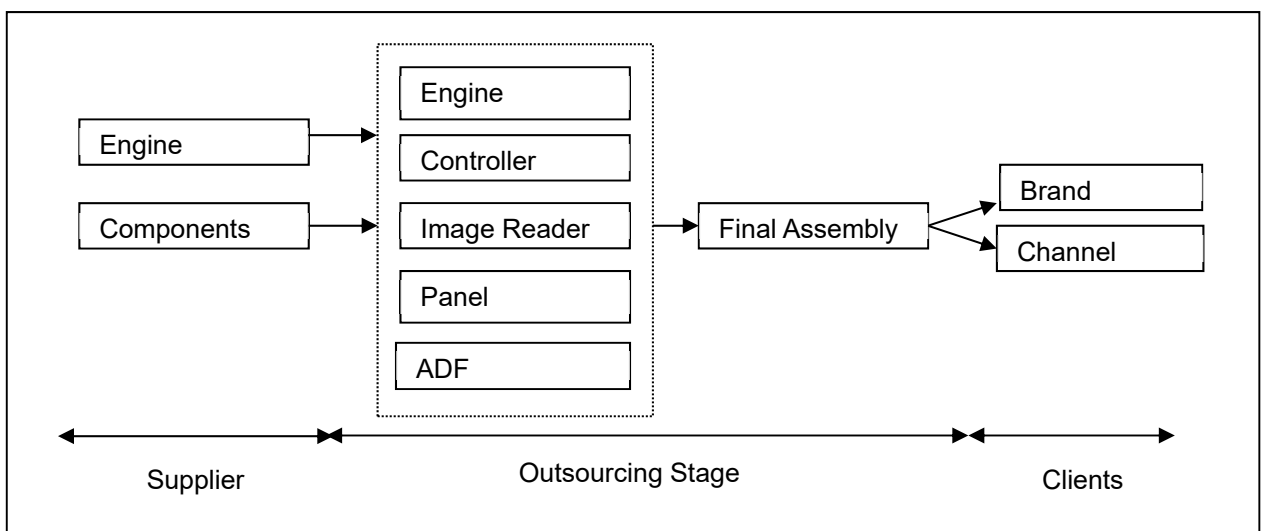 Engine
Components
Engine
Controller
Image Reader
Panel
ADF
Final Assembly
Brand
Channel
Supplier
Outsourcing Stage
Clients